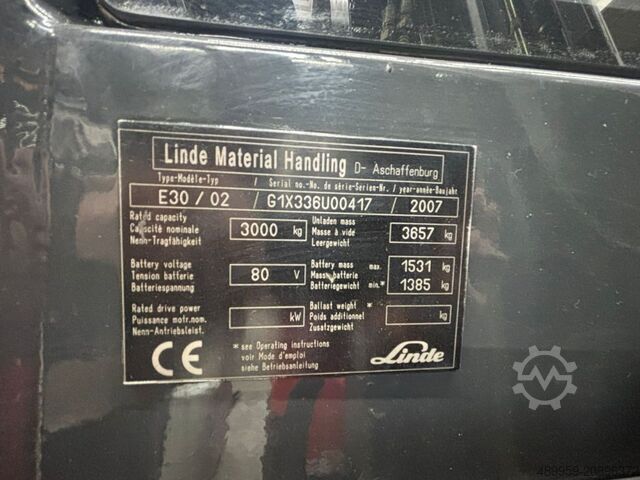 Linde Material Handling D- Aschaffenburg
Type-Modèle-Typ / Serial no.-No. de série-Serien-Nr. / year-année-Baujahr
E30 / 02 / G1X336U00417 / 2007
Rated capacity
Capacité nominale 3000 kg
Nenn-Tragfähigkeit
Unladen mass
Masse à vide 3657 kg
Leergewicht
Battery voltage
Tension batterie 80 V
Batteriespannung
Battery mass max. 1531 kg
Mass batterie
Batteriegewicht min.* 1385 kg
Rated drive power
Puissance motr.nom. kW
Nenn-Antriebsleist.
Ballast weight *
Poids additionnel kg
Zusatzgewicht
CE
* see Operating instructions
voir Mode d'emploi
siehe Betriebsanleitung
Linde